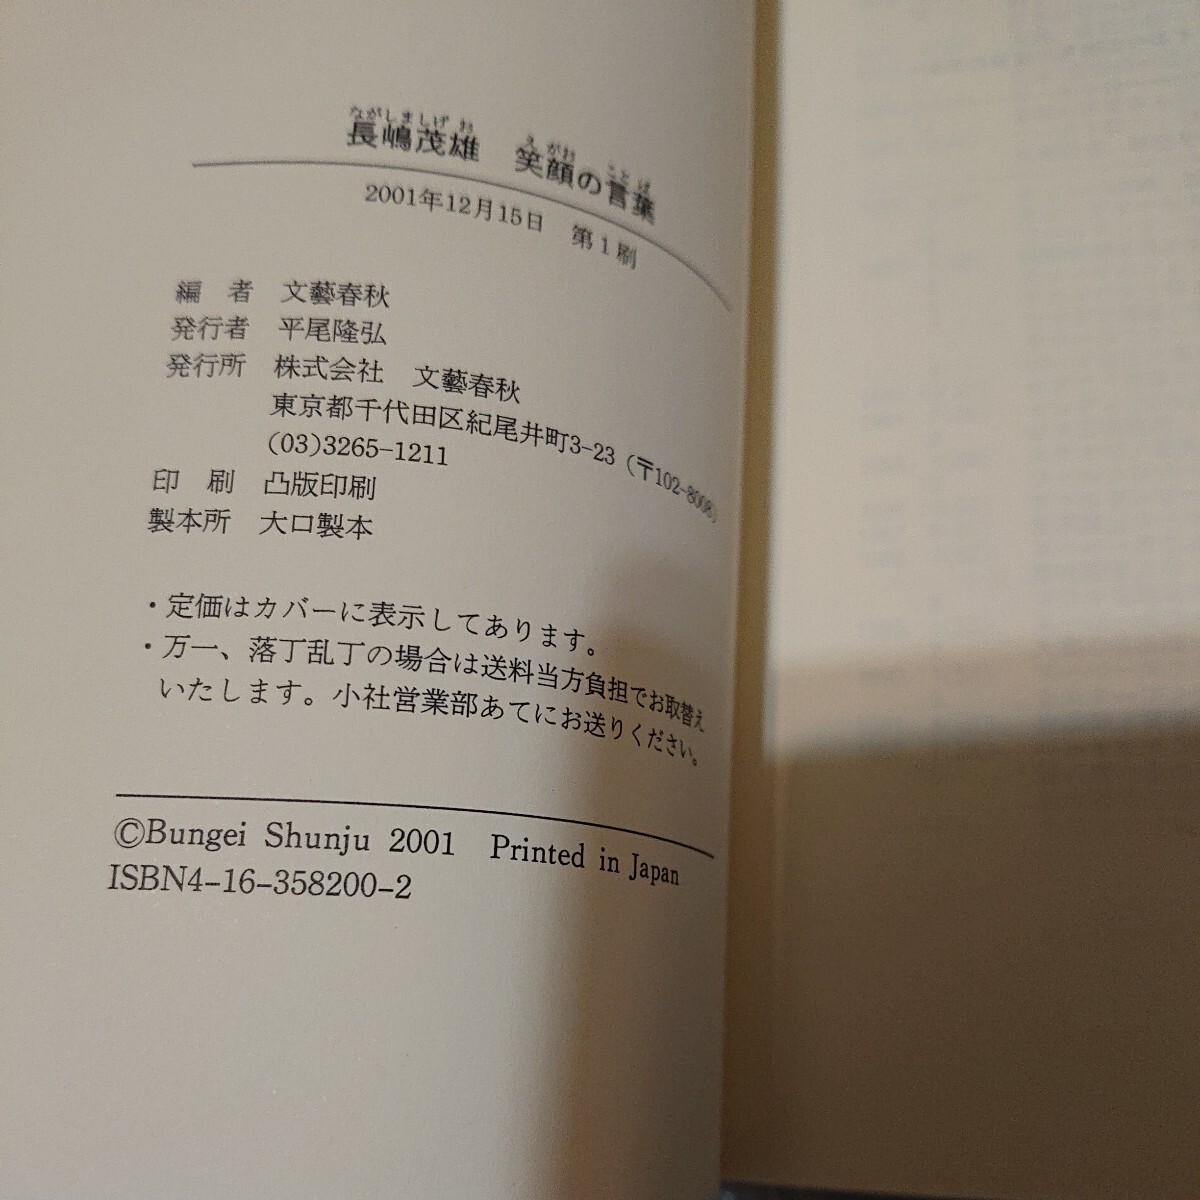 ながしましげ お　え がお　こと ば
長嶋茂雄　笑顔の言葉
2001年12月15日　第1刷
編　者　文藝春秋
発行者　平尾隆弘
発行所　株式会社　文藝春秋
東京都千代田区紀尾井町3-23（〒102-8008）
(03)3265-1211
印　刷　凸版印刷
製本所　大口製本
・定価はカバーに表示してあります。
・万一、落丁乱丁の場合は送料当方負担でお取替え
いたします。小社営業部あてにお送りください。
©Bungei Shunju 2001　Printed in Japan
ISBN4-16-358200-2